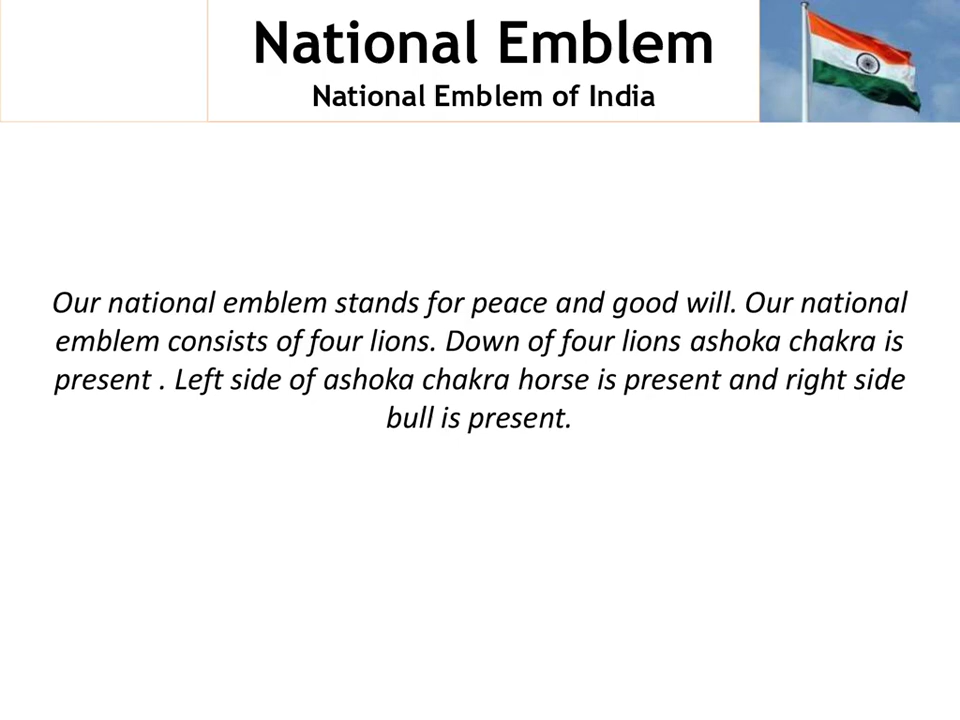 National Emblem
National Emblem of India
Our national emblem stands for peace and good will. Our national
emblem consists of four lions. Down of four lions ashoka chakra is
present . Left side of ashoka chakra horse is present and right side
bull is present.